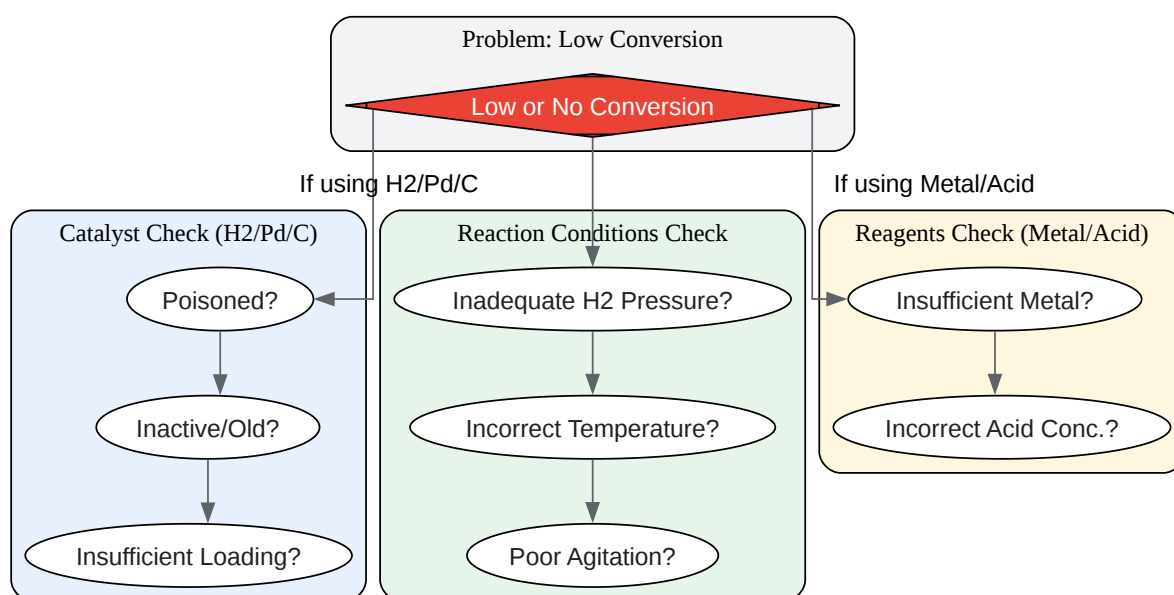 Problem: Low Conversion
Low or No Conversion
If using H2/Pd/C
If using Metal/Acid
Catalyst Check (H2/Pd/C)
Poisoned?
Inactive/Old?
Insufficient Loading?
Reaction Conditions Check
Inadequate H2 Pressure?
Incorrect Temperature?
Poor Agitation?
Reagents Check (Metal/Acid)
Insufficient Metal?
Incorrect Acid Conc.?